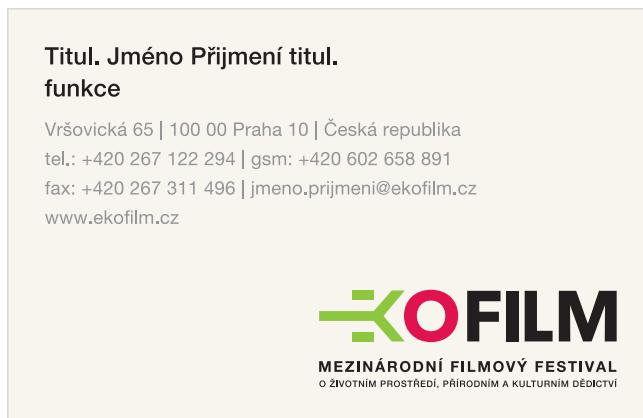 Titul. Jméno Přijmení titul.
funkce
Vršovická 65 | 100 00 Praha 10 | Česká republika
tel.: +420 267 122 294 | gsm: +420 602 658 891
fax: +420 267 311 496 | jmeno.prijmeni@ekofilm.cz
www.ekofilm.cz
EKOFILM
MEZINÁRODNÍ FILMOVÝ FESTIVAL
O ŽIVOTNÍM PROSTŘEDÍ, PŘÍRODNÍM A KULTURNÍM DĚDICTVÍ